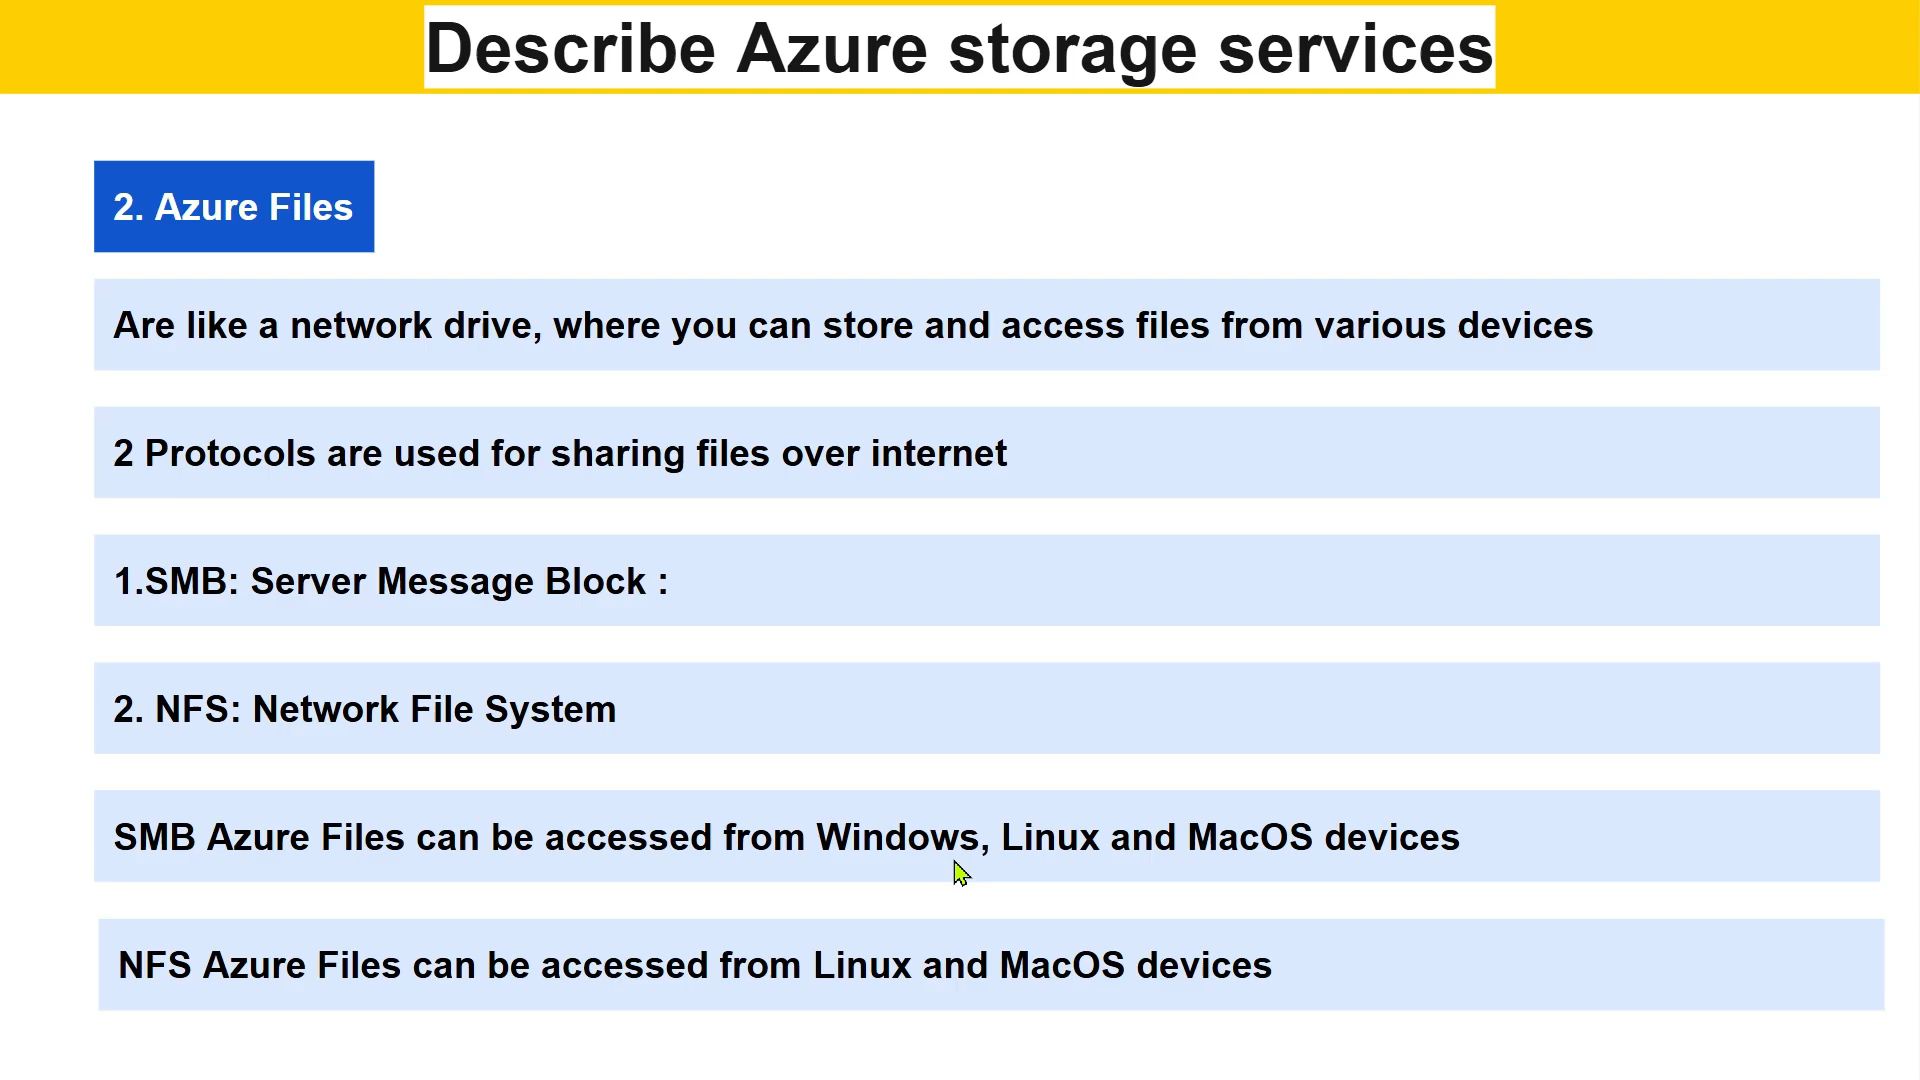 Describe Azure storage services
2. Azure Files
Are like a network drive, where you can store and access files from various devices
2 Protocols are used for sharing files over internet
1.SMB: Server Message Block :
2. NFS: Network File System
SMB Azure Files can be accessed from Windows, Linux and MacOS devices
NFS Azure Files can be accessed from Linux and MacOS devices